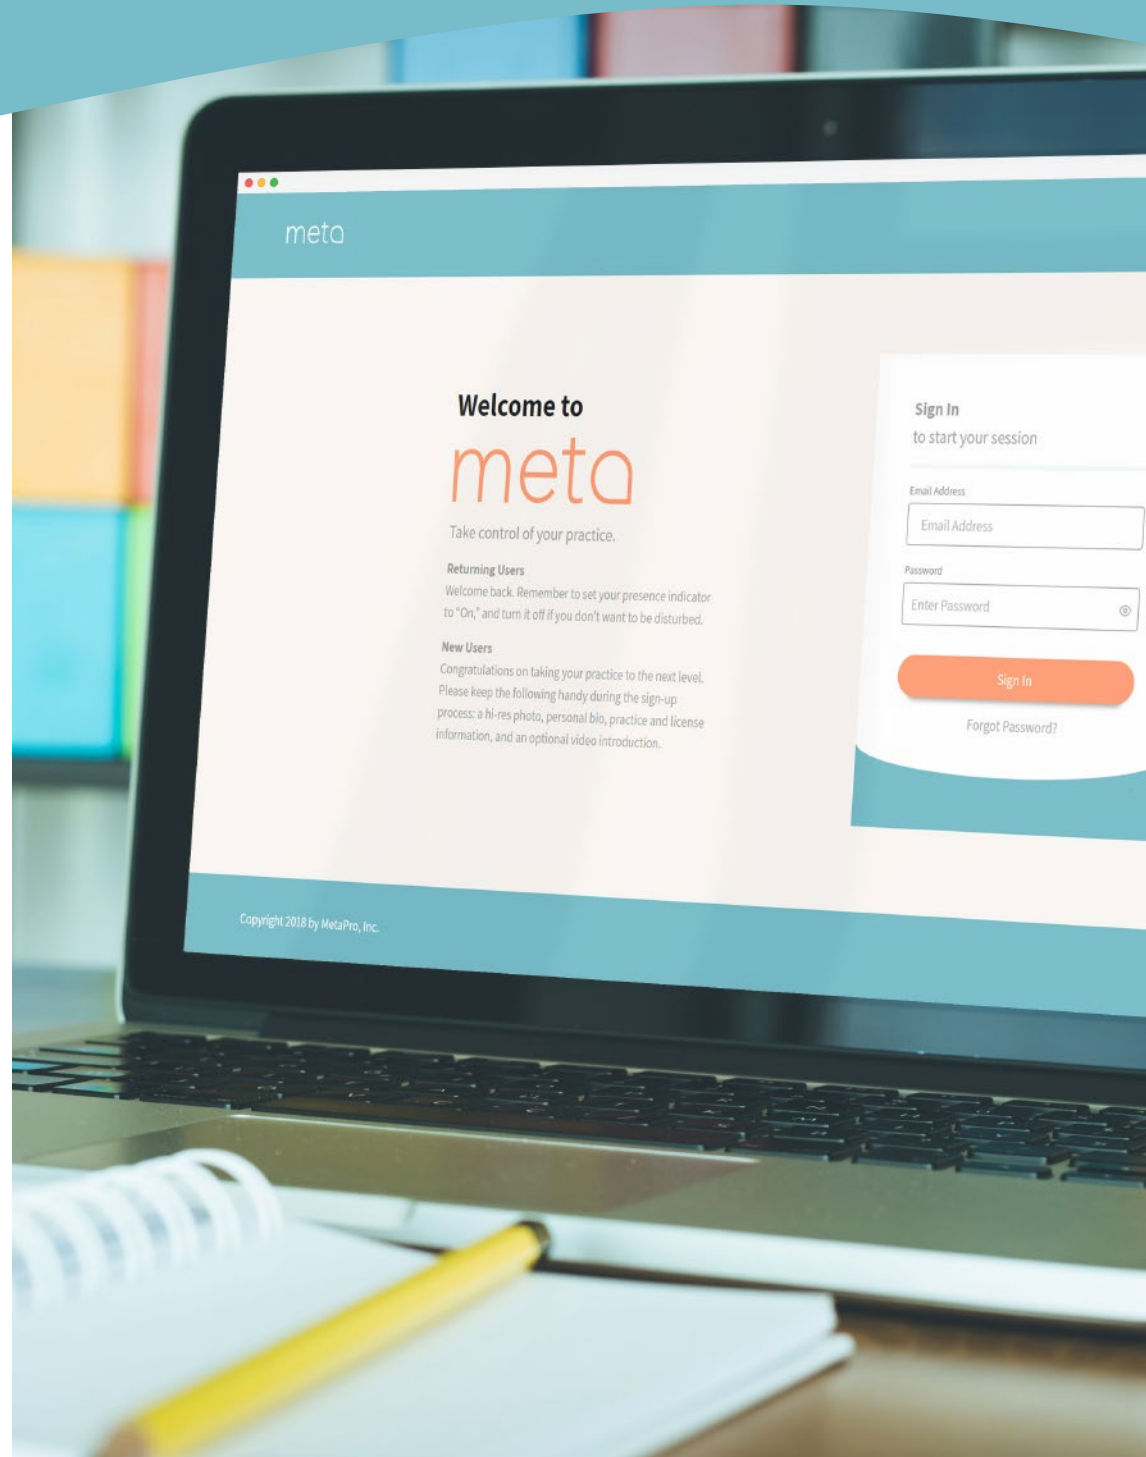 meta
Welcome to
meta
Take control of your practice.
Returning Users
Welcome back. Remember to set your presence indicator
to “On,” and turn it off if you don’t want to be disturbed.
New Users
Congratulations on taking your practice to the next level.
Please keep the following handy during the sign-up
process: a hi-res photo, personal bio, practice and license
information, and an optional video introduction.
Sign In
to start your session
Email Address
Email Address
Password
Enter Password
Sign In
Forgot Password?
Copyright 2018 by MetaPro, Inc.